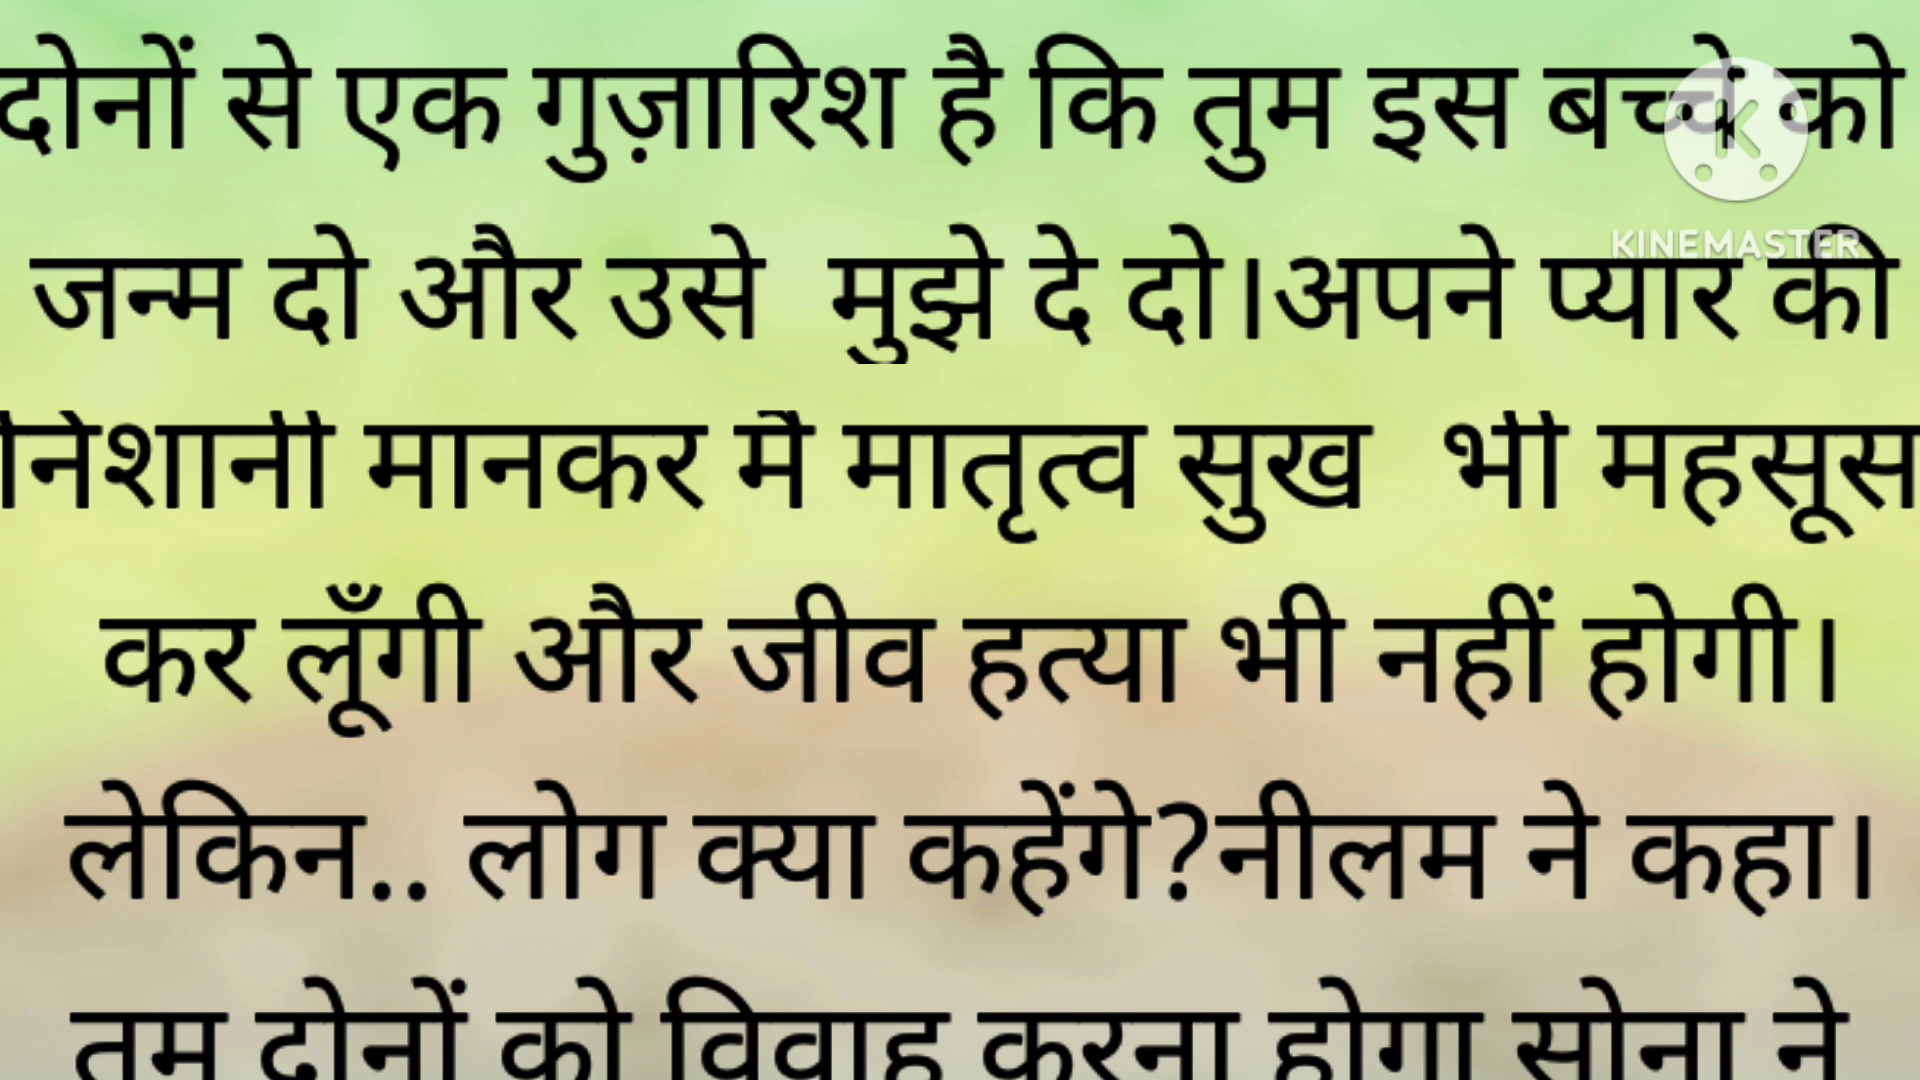 दोनों से एक गुज़ारिश है कि तुम इस बच्चे को
KINEMASTER
जन्म दो और उसे मुझे दे दो।अपने प्यार की
निशानी मानकर मैं मातृत्व सुख भी महसूस
कर लूँगी और जीव हत्या भी नहीं होगी।
लेकिन.. लोग क्या कहेंगे?नीलम ने कहा।
तुम दोनों को विवाह करना होगा सोना ने